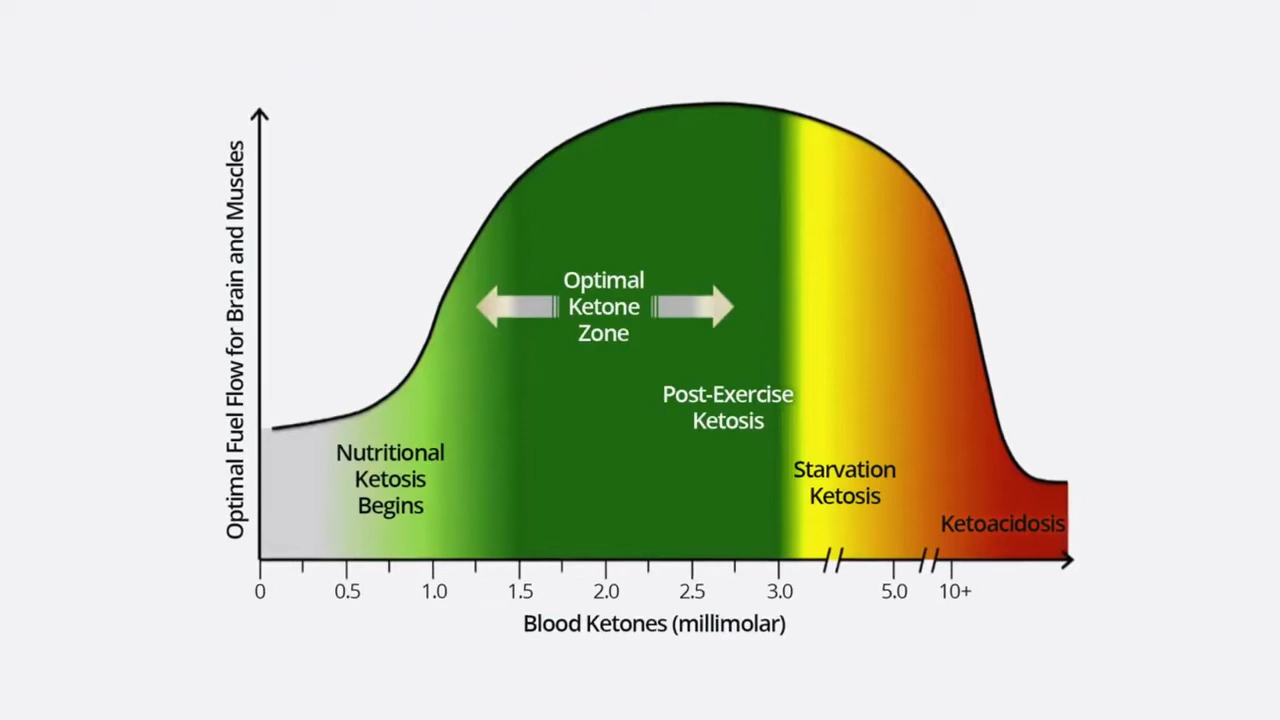 Optimal Fuel Flow for Brain and Muscles
Optimal
Ketone
Zone
Post-Exercise
Ketosis
Nutritional
Ketosis
Begins
Starvation
Ketosis
Ketoacidosis
0 0.5 1.0 1.5 2.0 2.5 3.0 5.0 10+
Blood Ketones (millimolar)